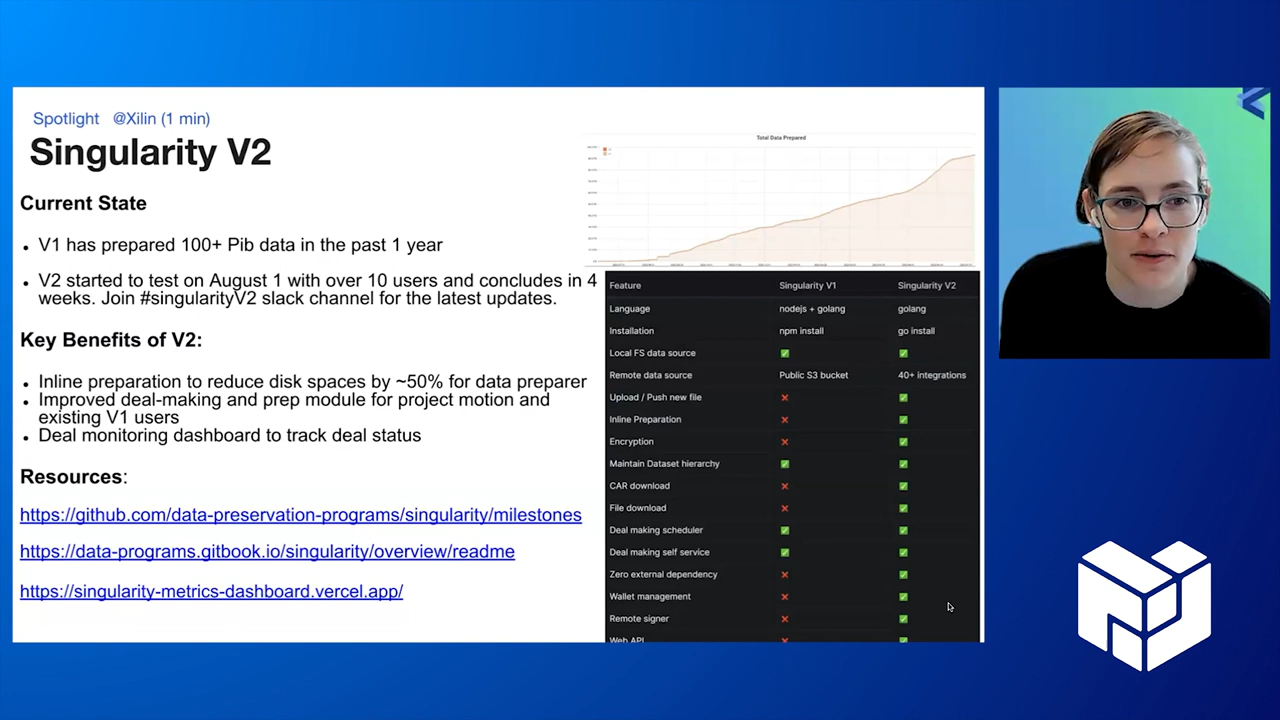 Spotlight @Xilin (1 min)
Singularity V2
Current State
• V1 has prepared 100+ Pib data in the past 1 year
• V2 started to test on August 1 with over 10 users and concludes in 4
weeks. Join #singularityV2 slack channel for the latest updates.
Key Benefits of V2:
• Inline preparation to reduce disk spaces by ~50% for data preparer
• Improved deal-making and prep module for project motion and
existing V1 users
• Deal monitoring dashboard to track deal status
Resources:
https://github.com/data-preservation-programs/singularity/milestones
https://data-programs.gitbook.io/singularity/overview/readme
https://singularity-metrics-dashboard.vercel.app/
Total Data Prepared
Feature Singularity V1 Singularity V2
Language nodejs + golang golang
Installation npm install go install
Local FS data source ✅ ✅
Remote data source Public S3 bucket 40+ integrations
Upload / Push new file ❌ ✅
Inline Preparation ❌ ✅
Encryption ❌ ✅
Maintain Dataset hierarchy ✅ ✅
CAR download ❌ ✅
File download ❌ ✅
Deal making scheduler ✅ ✅
Deal making self service ✅ ✅
Zero external dependency ❌ ✅
Wallet management ❌ ✅
Remote signer ❌ ✅
Web API ❌ ✅